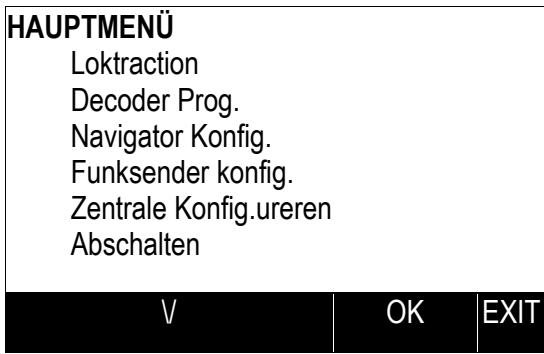 HAUPTMENÜ
Loktraction
Decoder Prog.
Navigator Konfig.
Funksender konfig.
Zentrale Konfig.ureren
Abschalten
\/ OK EXIT